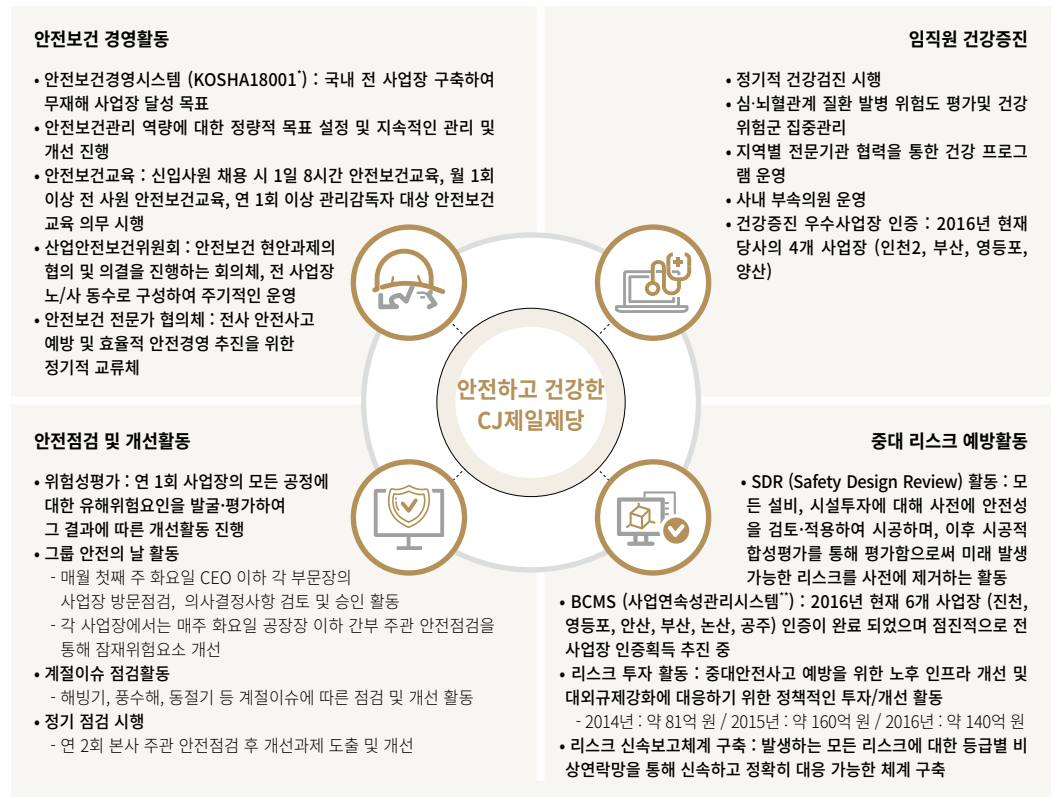 안전보건 경영활동
• 안전보건경영시스템 (KOSHA18001*) : 국내 전 사업장 구축하여
무재해 사업장 달성 목표
• 안전보건관리 역량에 대한 정량적 목표 설정 및 지속적인 관리 및
개선 진행
• 안전보건교육 : 신입사원 채용 시 1일 8시간 안전보건교육, 월 1회
이상 전 사원 안전보건교육, 연 1회 이상 관리감독자 대상 안전보건
교육 의무 시행
• 산업안전보건위원회 : 안전보건 현안과제의
협의 및 의결을 진행하는 회의체, 전 사업장
노/사 동수로 구성하여 주기적인 운영
• 안전보건 전문가 협의체 : 전사 안전사고
예방 및 효율적 안전경영 추진을 위한
정기적 교류체
임직원 건강증진
• 정기적 건강검진 시행
• 심·뇌혈관계 질환 발병 위험도 평가및 건강
위험군 집중관리
• 지역별 전문기관 협력을 통한 건강 프로그
램 운영
• 사내 부속의원 운영
• 건강증진 우수사업장 인증 : 2016년 현재
당사의 4개 사업장 (인천2, 부산, 영등포,
양산)
안전하고 건강한
CJ제일제당
안전점검 및 개선활동
• 위험성평가 : 연 1회 사업장의 모든 공정에
대한 유해위험요인을 발굴·평가하여
그 결과에 따른 개선활동 진행
• 그룹 안전의 날 활동
- 매월 첫째 주 화요일 CEO 이하 각 부문장의
사업장 방문점검, 의사결정사항 검토 및 승인 활동
- 각 사업장에서는 매주 화요일 공장장 이하 간부 주관 안전점검을
통해 잠재위험요소 개선
• 계절이슈 점검활동
- 해빙기, 풍수해, 동절기 등 계절이슈에 따른 점검 및 개선 활동
• 정기 점검 시행
- 연 2회 본사 주관 안전점검 후 개선과제 도출 및 개선
중대 리스크 예방활동
• SDR (Safety Design Review) 활동 : 모
든 설비, 시설투자에 대해 사전에 안전성
을 검토·적용하여 시공하며, 이후 시공적
합성평가를 통해 평가함으로써 미래 발생
가능한 리스크를 사전에 제거하는 활동
• BCMS (사업연속성관리시스템**) : 2016년 현재 6개 사업장 (진천,
영등포, 안산, 부산, 논산, 공주) 인증이 완료 되었으며 점진적으로 전
사업장 인증획득 추진 중
• 리스크 투자 활동 : 중대안전사고 예방을 위한 노후 인프라 개선 및
대외규제강화에 대응하기 위한 정책적인 투자/개선 활동
- 2014년 : 약 81억 원 / 2015년 : 약 160억 원 / 2016년 : 약 140억 원
• 리스크 신속보고체계 구축 : 발생하는 모든 리스크에 대한 등급별 비
상연락망을 통해 신속하고 정확히 대응 가능한 체계 구축